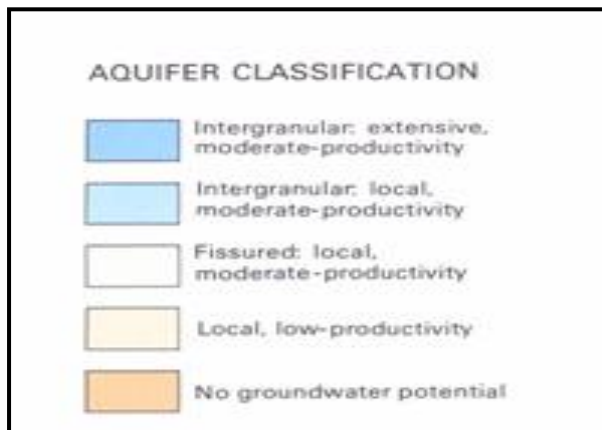 AQUIFER CLASSIFICATION
Intergranular: extensive,
moderate-productivity
Intergranular: local,
moderate-productivity
Fissured: local,
moderate-productivity
Local, low-productivity
No groundwater potential